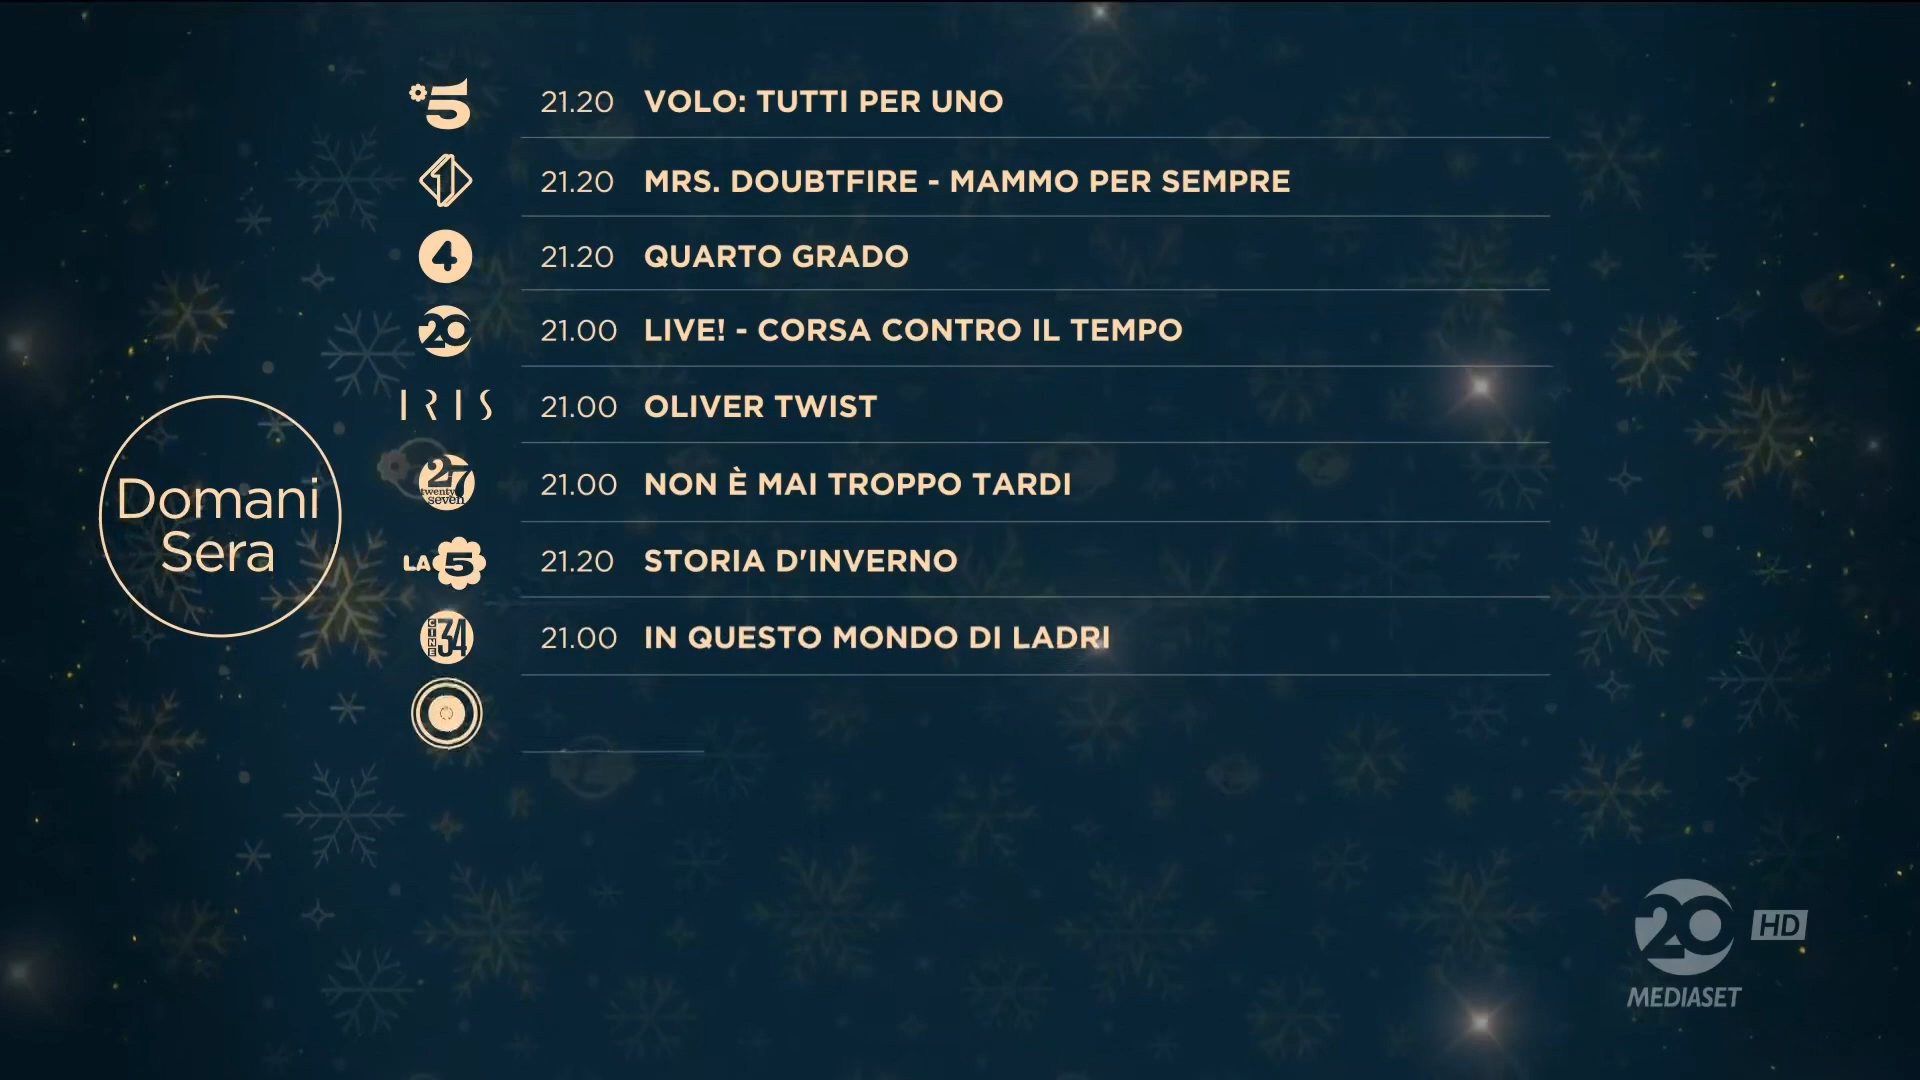 5 21.20 VOLO: TUTTI PER UNO
1 21.20 MRS. DOUBTFIRE - MAMMO PER SEMPRE
4 21.20 QUARTO GRADO
20 21.00 LIVE! - CORSA CONTRO IL TEMPO
IRIS 21.00 OLIVER TWIST
27 twenty seven 21.00 NON È MAI TROPPO TARDI
LA5 21.20 STORIA D'INVERNO
CINE 34 21.00 IN QUESTO MONDO DI LADRI
Domani
Sera
20 HD
MEDIASET